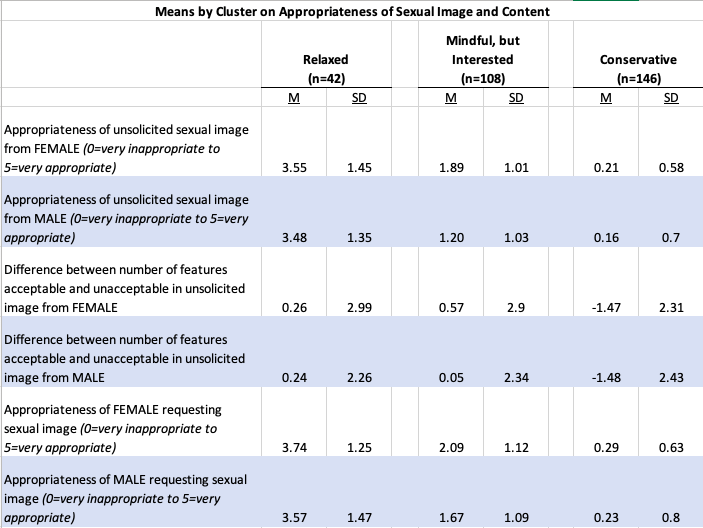 Means by Cluster on Appropriateness of Sexual Image and Content
Relaxed
(n=42)
Mindful, but
Interested
(n=108)
Conservative
(n=146)
M SD M SD M SD
Appropriateness of unsolicited sexual image
from FEMALE (0=very inappropriate to
5=very appropriate) 3.55 1.45 1.89 1.01 0.21 0.58
Appropriateness of unsolicited sexual image
from MALE (0=very inappropriate to 5=very
appropriate) 3.48 1.35 1.20 1.03 0.16 0.7
Difference between number of features
acceptable and unacceptable in unsolicited
image from FEMALE 0.26 2.99 0.57 2.9 -1.47 2.31
Difference between number of features
acceptable and unacceptable in unsolicited
image from MALE 0.24 2.26 0.05 2.34 -1.48 2.43
Appropriateness of FEMALE requesting
sexual image (0=very inappropriate to
5=very appropriate) 3.74 1.25 2.09 1.12 0.29 0.63
Appropriateness of MALE requesting sexual
image (0=very inappropriate to 5=very
appropriate) 3.57 1.47 1.67 1.09 0.23 0.8